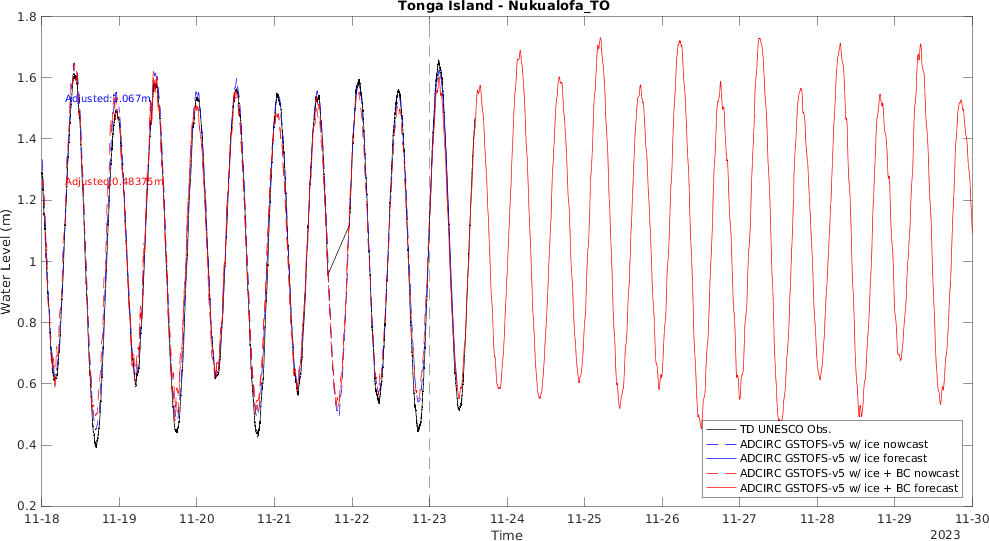 Tonga Island - Nukualofa_TO
1.8
1.6
1.4
1.2
1
0.8
0.6
0.4
0.2
Water Level (m)
Adjusted:
Adjusted:0.48375m
TD UNESCO Obs.
ADCIRC GSTOFS-v5 w/ ice nowcast
ADCIRC GSTOFS-v5 w/ ice forecast
ADCIRC GSTOFS-v5 w/ ice + BC nowcast
ADCIRC GSTOFS-v5 w/ ice + BC forecast
11-18 11-19 11-20 11-21 11-22 11-23 11-24 11-25 11-26 11-27 11-28 11-29 11-30
Time
2023